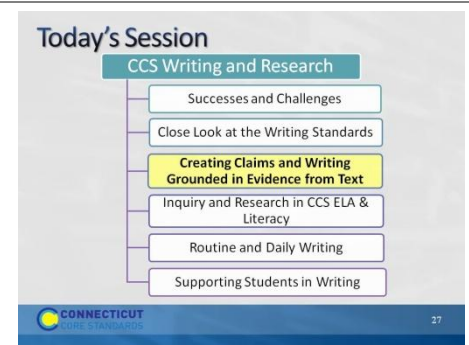 Today's Session
CCS Writing and Research
Successes and Challenges
Close Look at the Writing Standards
Creating Claims and Writing
Grounded in Evidence from Text
Inquiry and Research in CCS ELA &
Literacy
Routine and Daily Writing
Supporting Students in Writing
CONNECTICUT
CORE STANDARDS
27